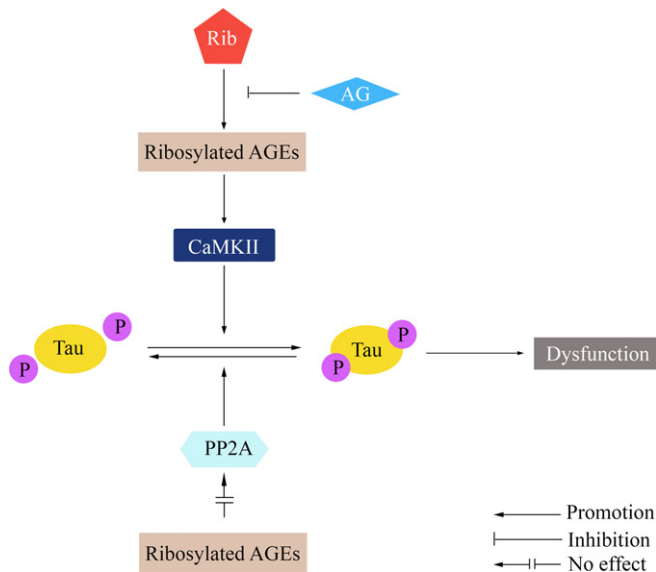 Rib
AG
Ribosylated AGEs
CaMKII
P
Tau
P
P
Tau
P
Dysfunction
PP2A
Ribosylated AGEs
Promotion
Inhibition
No effect